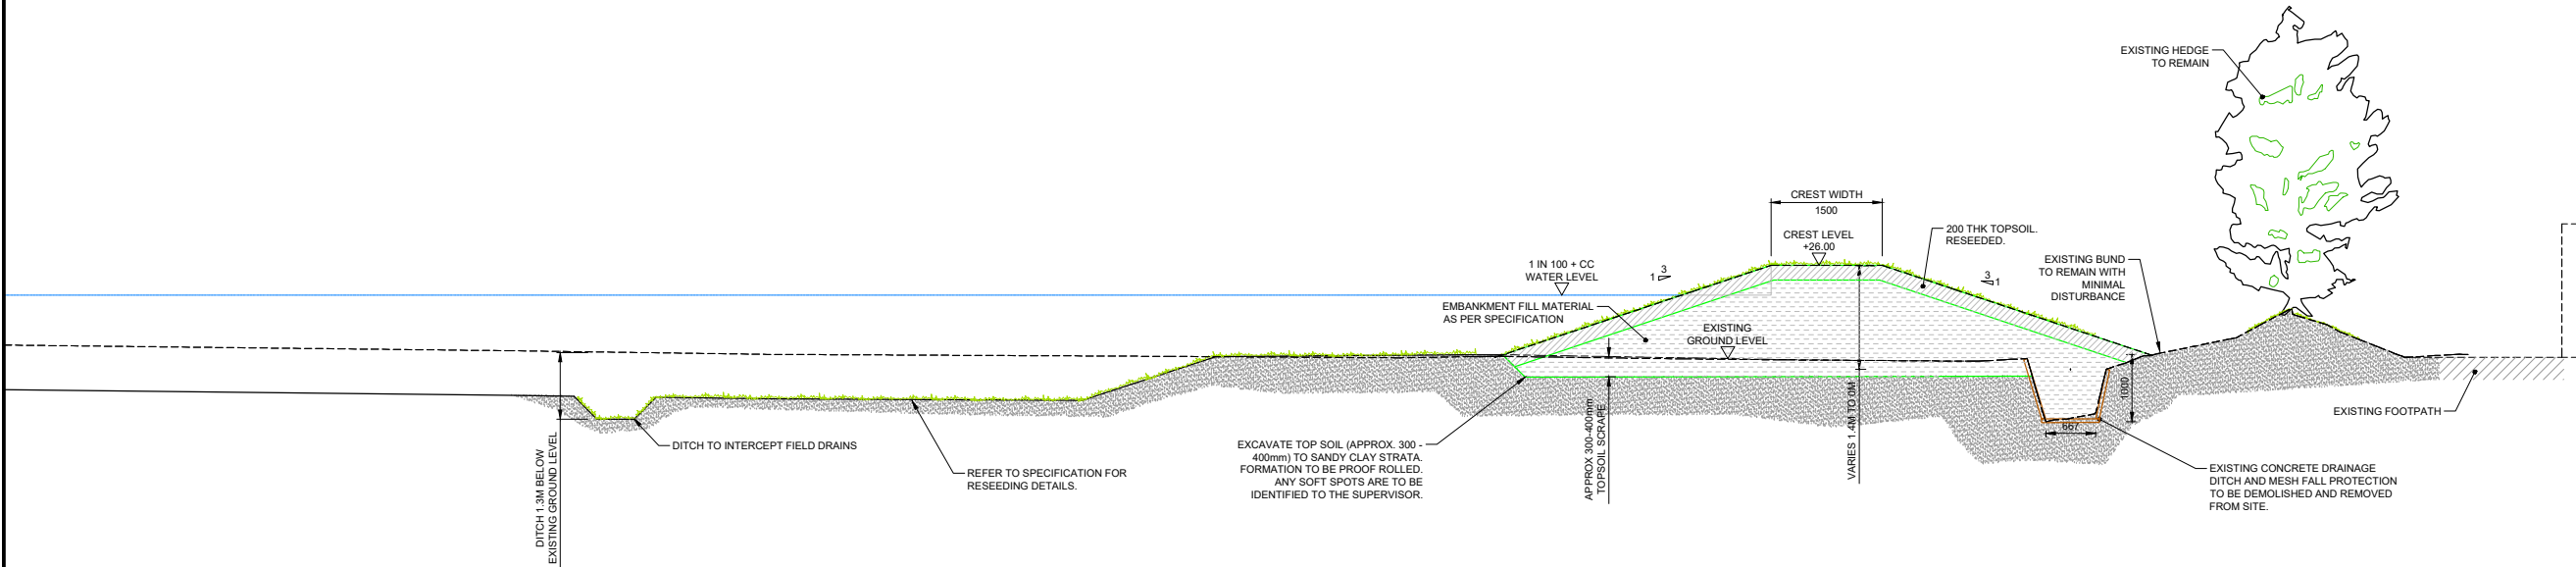 EXISTING HEDGE
TO REMAIN
CREST WIDTH
1500
CREST LEVEL
+26.00
200 THK TOPSOIL.
RESEEDED.
1 IN 100 + CC
WATER LEVEL
3
1
3
1
EXISTING BUND
TO REMAIN WITH
MINIMAL
DISTURBANCE
EMBANKMENT FILL MATERIAL
AS PER SPECIFICATION
EXISTING
GROUND LEVEL
1000
667
EXISTING FOOTPATH
DITCH TO INTERCEPT FIELD DRAINS
DITCH 1.3M BELOW
EXISTING GROUND LEVEL
REFER TO SPECIFICATION FOR
RESEEDING DETAILS.
EXCAVATE TOP SOIL (APPROX. 300 -
400mm) TO SANDY CLAY STRATA.
FORMATION TO BE PROOF ROLLED.
ANY SOFT SPOTS ARE TO BE
IDENTIFIED TO THE SUPERVISOR.
APPROX 300-400mm
TOPSOIL SCRAPE
VARIES 1.4M TO 0M
EXISTING CONCRETE DRAINAGE
DITCH AND MESH FALL PROTECTION
TO BE DEMOLISHED AND REMOVED
FROM SITE.